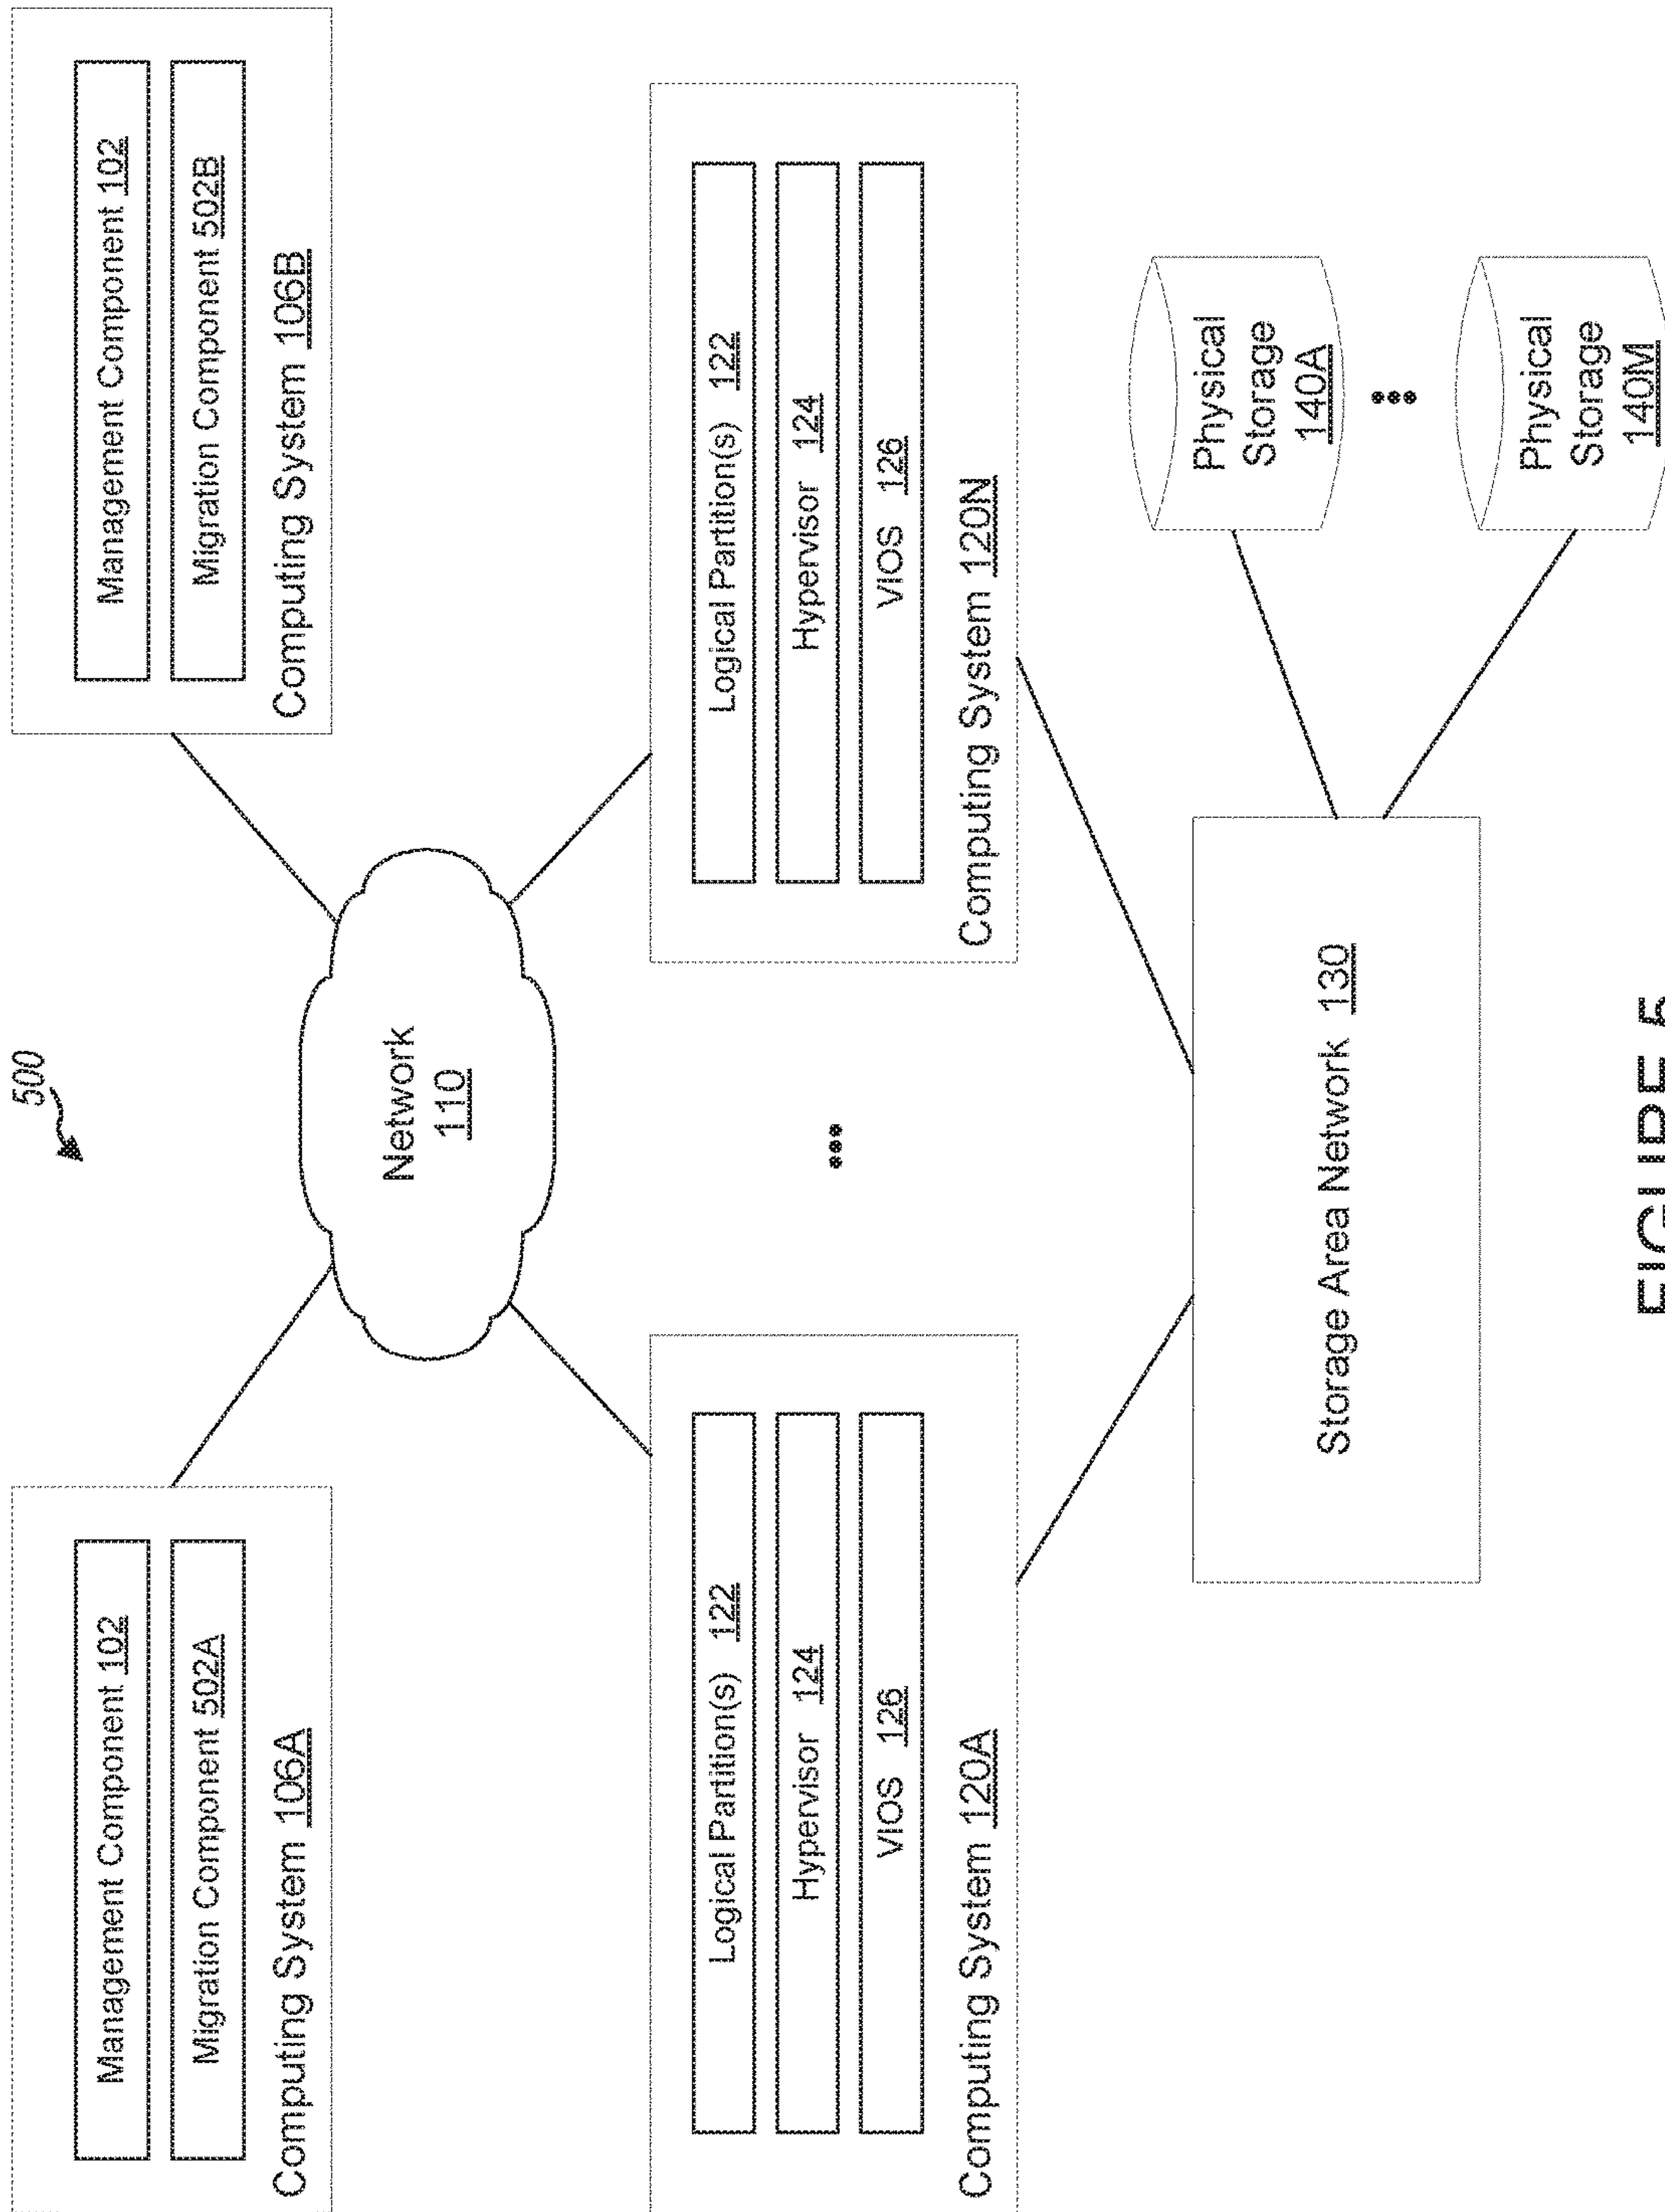 500
Management Component 102
Migration Component 502A
Computing System 106A
Management Component 102
Migration Component 502B
Computing System 106B
Network
110
Logical Partition(s) 122
Hypervisor 124
VIOS 126
Computing System 120A
Logical Partition(s) 122
Hypervisor 124
VIOS 126
Computing System 120N
Storage Area Network 130
Physical
Storage
140A
Physical
Storage
140M
FIGURE 5